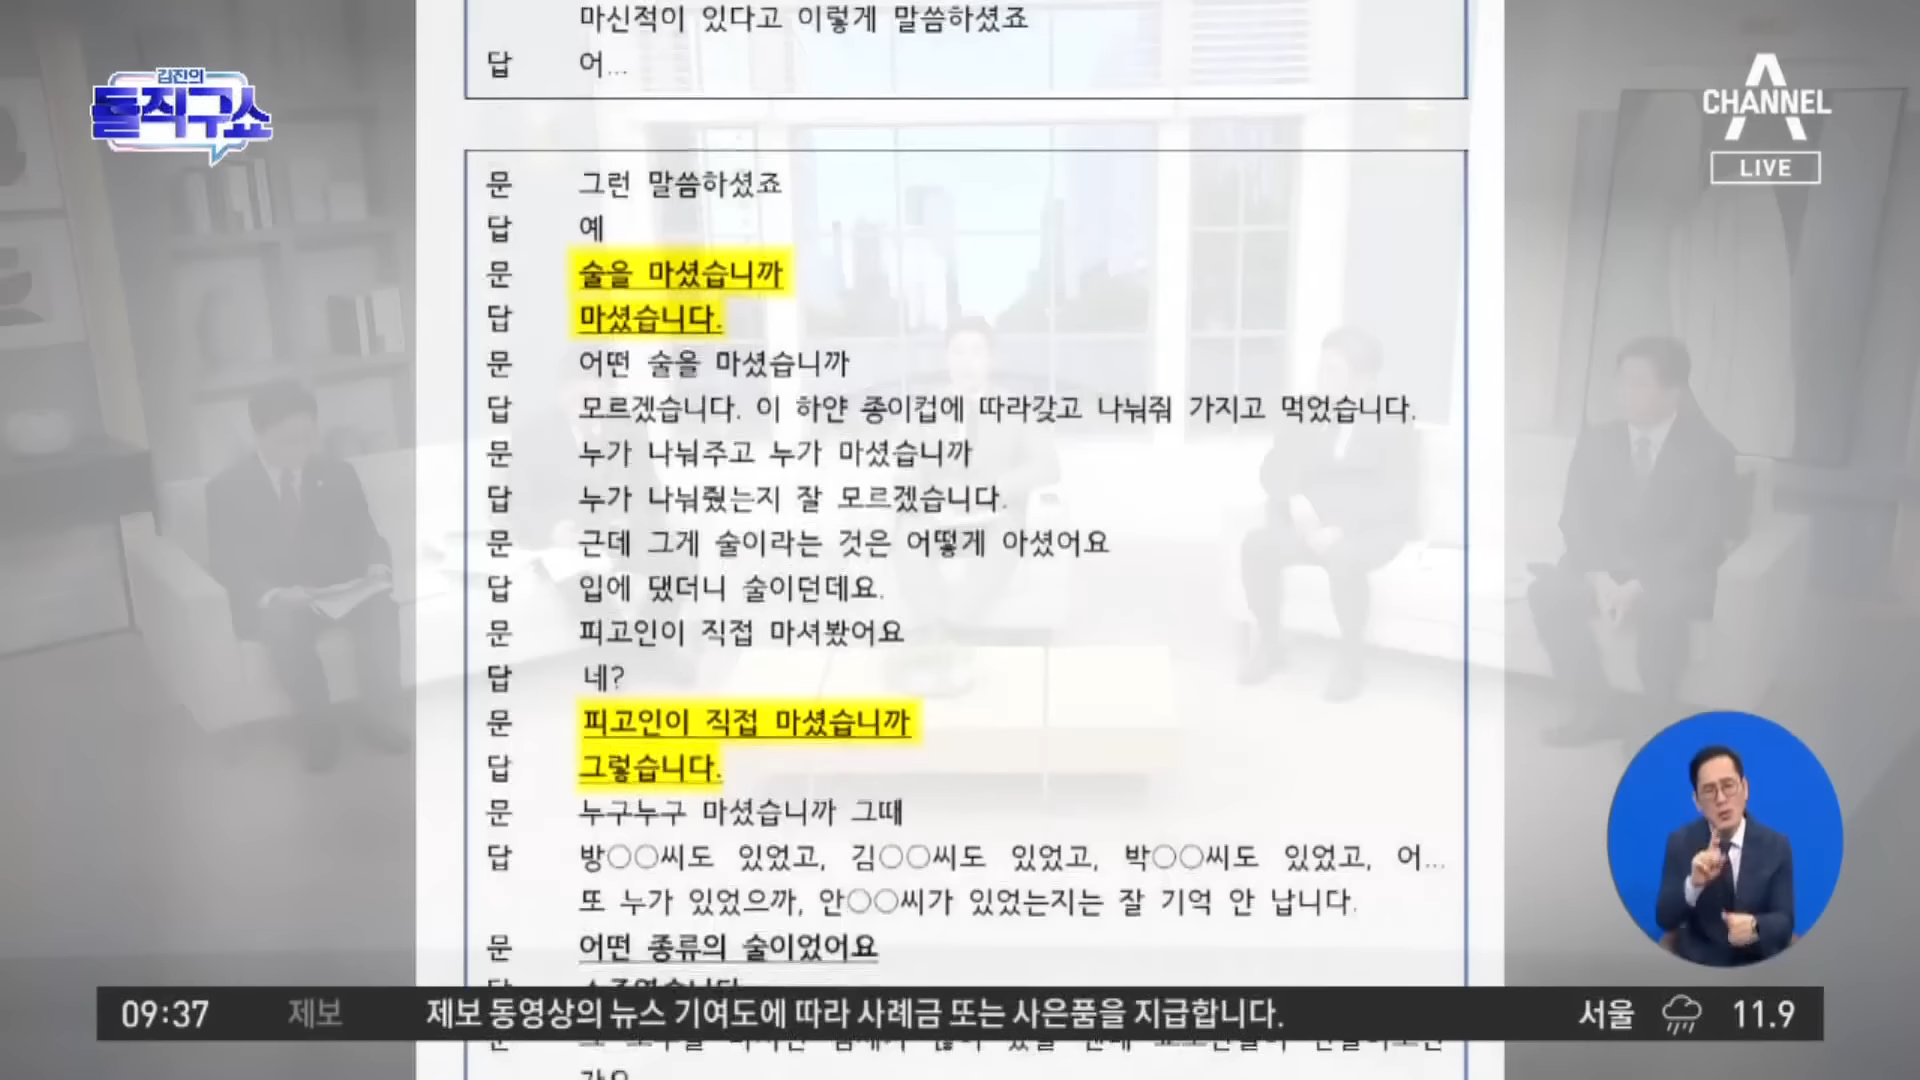 마신적이 있다고 이렇게 말씀하셨죠
답 어...
김진의
돌직구쇼
CHANNEL A
LIVE
문 그런 말씀하셨죠
답 예
문 술을 마셨습니까
답 마셨습니다.
문 어떤 술을 마셨습니까
답 모르겠습니다. 이 하얀 종이컵에 따라갖고 나눠줘 가지고 먹었습니다.
문 누가 나눠주고 누가 마셨습니까
답 누가 나눠줬는지 잘 모르겠습니다.
문 근데 그게 술이라는 것은 어떻게 아셨어요
답 입에 댔더니 술이던데요.
문 피고인이 직접 마셔봤어요
답 네?
문 피고인이 직접 마셨습니까
답 그렇습니다.
문 누구누구 마셨습니까 그때
답 방○○씨도 있었고, 김○○씨도 있었고, 박○○씨도 있었고, 어...
또 누가 있었으까, 안○○씨가 있었는지는 잘 기억 안 납니다.
문 어떤 종류의 술이었어요
09:37 제보 제보 동영상의 뉴스 기여도에 따라 사례금 또는 사은품을 지급합니다. 서울 11.9